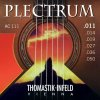 PLECTRUM
AC111
.011
.014
.019
.027
.036
.050
THOMASTIK-INFELD
VIENNA